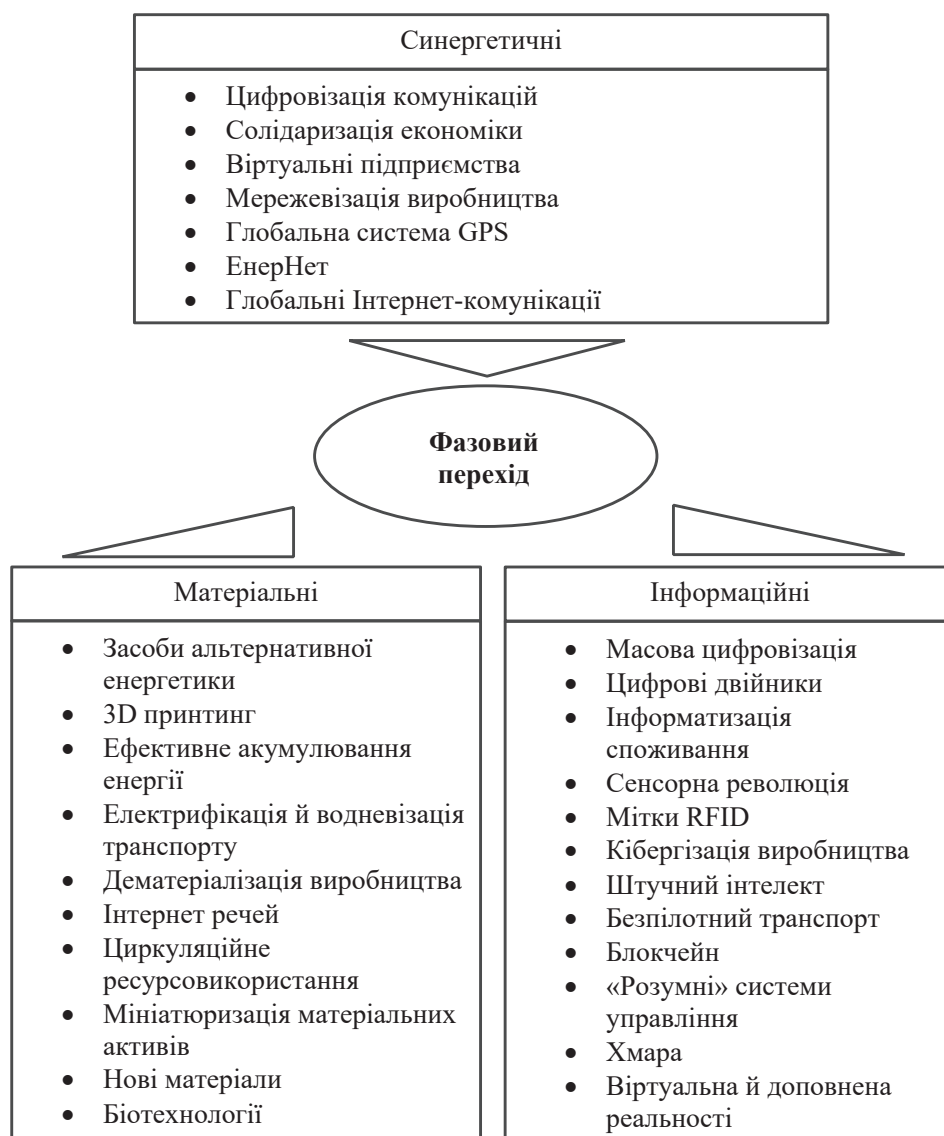 Синергетичні
• Цифровізація комунікацій
• Солідаризація економіки
• Віртуальні підприємства
• Мережевізація виробництва
• Глобальна система GPS
• ЕнерНет
• Глобальні Інтернет-комунікації
Фазовий
перехід
Матеріальні
• Засоби альтернативної
енергетики
• 3D принтинг
• Ефективне акумулювання
енергії
• Електрифікація й водневізація
транспорту
• Дематеріалізація виробництва
• Інтернет речей
• Циркуляційне
ресурсовикористання
• Мініатюризація матеріальних
активів
• Нові матеріали
• Біотехнології
Інформаційні
• Масова цифровізація
• Цифрові двійники
• Інформатизація
споживання
• Сенсорна революція
• Мітки RFID
• Кібергізація виробництва
• Штучний інтелект
• Безпілотний транспорт
• Блокчейн
• «Розумні» системи
управління
• Хмара
• Віртуальна й доповнена
реальності